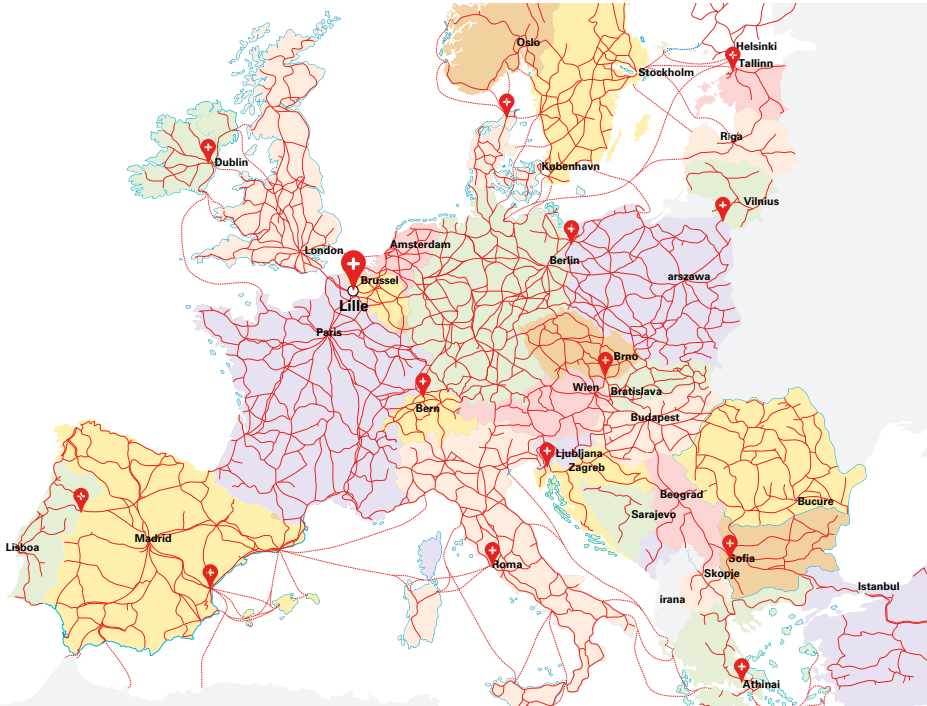 Oslo
Helsinki
Tallinn
Stockholm
Riga
Dublin
København
Vilnius
London
Amsterdam
Berlin
Brussel
arszawa
Lille
Paris
Brno
Wien
Bratislava
Bern
Budapest
Ljubljana
Zagreb
Beograd
Bucure
Sarajevo
Madrid
Lisboa
Sofia
Roma
Skopje
Istanbul
irana
Athinai